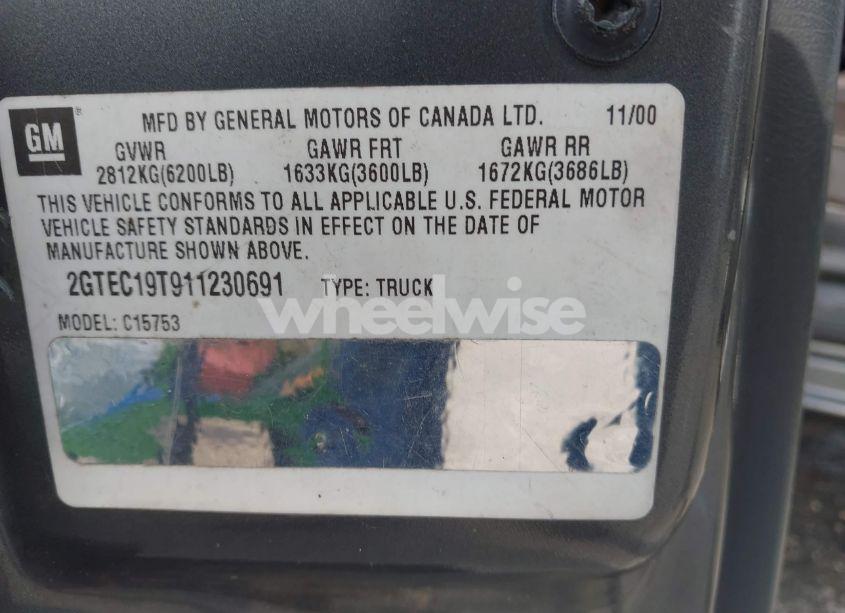 GM
MFD BY GENERAL MOTORS OF CANADA LTD. 11/00
GVWR GAWR FRT GAWR RR
2812KG(6200LB) 1633KG(3600LB) 1672KG(3686LB)
THIS VEHICLE CONFORMS TO ALL APPLICABLE U.S. FEDERAL MOTOR
VEHICLE SAFETY STANDARDS IN EFFECT ON THE DATE OF
MANUFACTURE SHOWN ABOVE.
2GTEC19T911230691 TYPE: TRUCK
wheelwise
MODEL: C15753